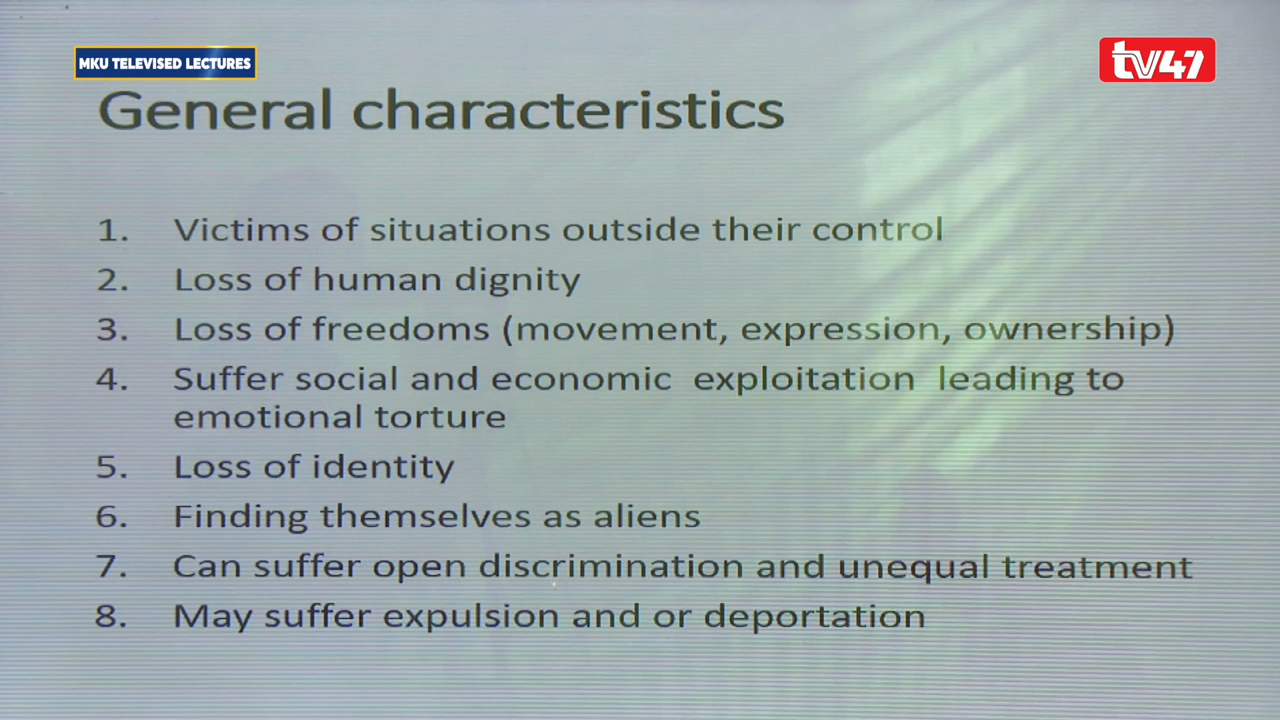 MKU TELEVISED LECTURES
tv47
General characteristics
1. Victims of situations outside their control
2. Loss of human dignity
3. Loss of freedoms (movement, expression, ownership)
4. Suffer social and economic exploitation leading to
emotional torture
5. Loss of identity
6. Finding themselves as aliens
7. Can suffer open discrimination and unequal treatment
8. May suffer expulsion and or deportation